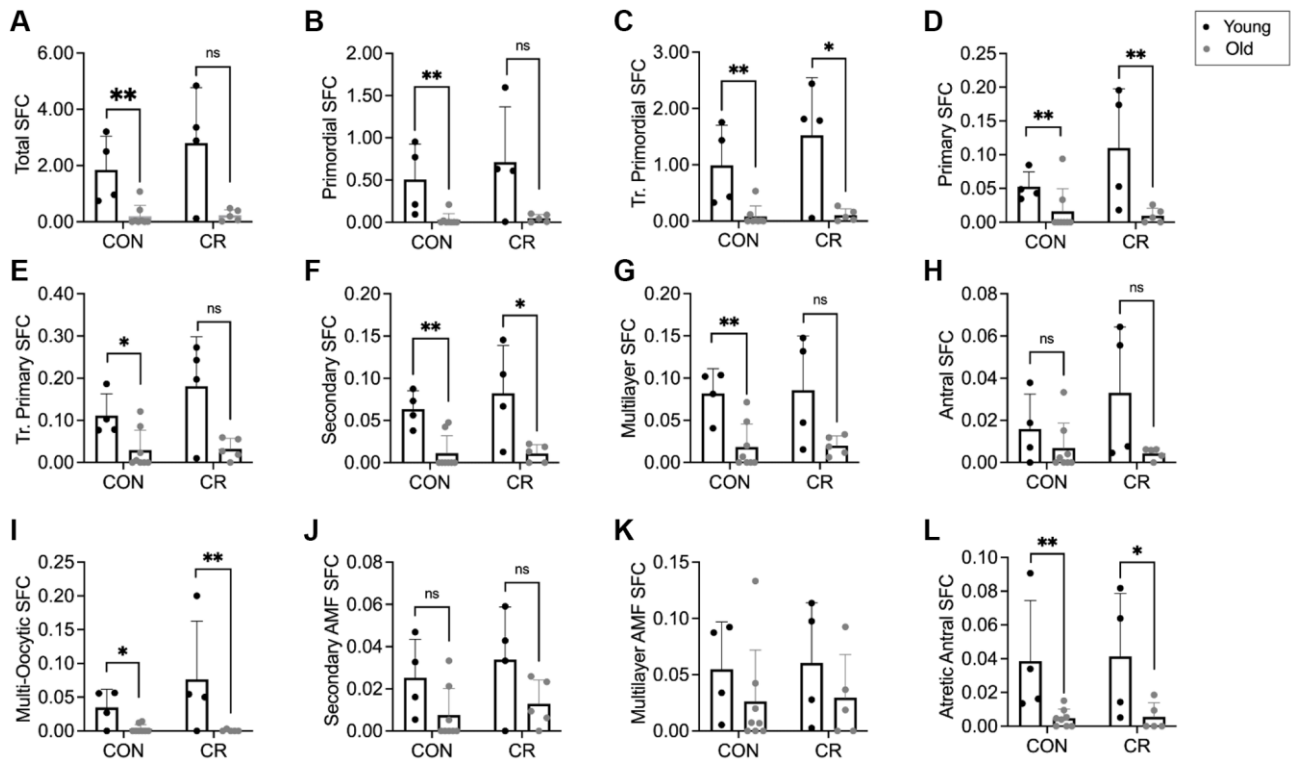 A
Total SFC
6.00
4.00
2.00
0.00
**
ns
CON
CR
B
Primordial SFC
2.00
1.50
1.00
0.50
0.00
**
ns
CON
CR
C
Tr. Primordial SFC
3.00
2.00
1.00
0.00
**
*
CON
CR
D
Primary SFC
0.25
0.20
0.15
0.10
0.05
0.00
**
**
CON
CR
Young
Old
E
Tr. Primary SFC
0.40
0.30
0.20
0.10
0.00
*
ns
CON
CR
F
Secondary SFC
0.20
0.15
0.10
0.05
0.00
**
*
CON
CR
G
Multilayer SFC
0.20
0.15
0.10
0.05
0.00
**
ns
CON
CR
H
Antral SFC
0.08
0.06
0.04
0.02
0.00
ns
ns
CON
CR
I
Multi-Oocytic SFC
0.25
0.20
0.15
0.10
0.05
0.00
*
**
CON
CR
J
Secondary AMF SFC
0.08
0.06
0.04
0.02
0.00
ns
ns
CON
CR
K
Multilayer AMF SFC
0.15
0.10
0.05
0.00
CON
CR
L
Atretic Antral SFC
0.10
0.08
0.06
0.04
0.02
0.00
**
*
CON
CR